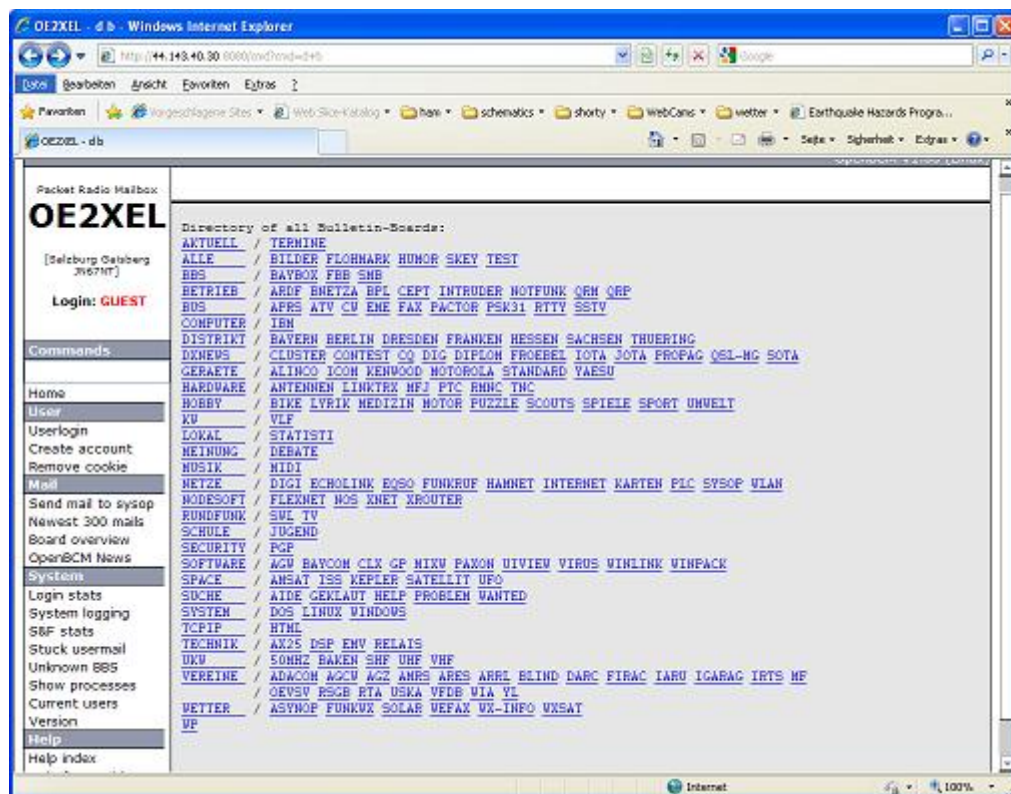 OE2XEL - d b - Windows Internet Explorer
http://44.143.40.30:8080/cmd?cmd=d+b
Google
Datei Bearbeiten Ansicht Favoriten Extras ?
Favoriten Vorgeschlagene Sites Web Slice-Katalog ham schematics shorty WebCams wetter Earthquake Hazards Progra...
OE2XEL - d b
Seite Sicherheit Extras
Packet Radio Mailbox
OE2XEL
[Salzburg Gaisberg
JN67NT]
Login: GUEST
Commands
Home
User
Userlogin
Create account
Remove cookie
Mail
Send mail to sysop
Newest 300 mails
Board overview
OpenBCM News
System
Login stats
System logging
S&F stats
Stuck usermail
Unknown BBS
Show processes
Current users
Version
Help
Help index
Directory of all Bulletin-Boards:
AKTUELL / TERMINE
ALLE / BILDER FLOHMARK HUMOR SKEY TEST
BBS / BAYBOX FBB SMB
BETRIEB / ARDF BNETZA BPL CEPT INTRUDER NOTFUNK QRM QRP
BUS / APRS ATV CW EME FAX PACTOR PSK31 RTTY SSTV
COMPUTER / IBM
DISTRIKT / BAYERN BERLIN DRESDEN FRANKEN HESSEN SACHSEN THUERING
DXNEWS / CLUSTER CONTEST CQ DIG DIPLOM FROEBEL IOTA JOTA PROPAG QSL-MG SOTA
GERAETE / ALINCO ICOM KENWOOD MOTOROLA STANDARD YAESU
HARDWARE / ANTENNEN LINKTRX MFJ PTC RMNC TNC
HOBBY / BIKE LYRIK MEDIZIN MOTOR PUZZLE SCOUTS SPIELE SPORT UMWELT
KW / VLF
LOKAL / STATISTI
MEINUNG / DEBATE
MUSIK / MIDI
NETZE / DIGI ECHOLINK EQSO FUNKRUF HAMNET INTERNET KARTEN PLC SYSOP WLAN
NODESOFT / FLEXNET NOS XNET XROUTER
RUNDFUNK / SWL TV
SCHULE / JUGEND
SECURITY / PGP
SOFTWARE / AGW BAYCOM CLX GP MIXW PAXON UIVIEW VIRUS WINLINK WINPACK
SPACE / AMSAT ISS KEPLER SATELLIT UFO
SUCHE / AIDE GEKLAUT HELP PROBLEM WANTED
SYSTEM / DOS LINUX WINDOWS
TCPIP / HTML
TECHNIK / AX25 DSP EMV RELAIS
UKW / 50MHZ BAKEN SHF UHF VHF
VEREINE / ADACOM AGCW AGZ AMRS ARES ARRL BLIND DARC FIRAC IARU IGARAG IRTS MF
/ OEVSV RSGB RTA USKA VFDB WIA YL
WETTER / ASYNOP FUNKWX SOLAR WEFAX WX-INFO WXSAT
WP
Internet
100%